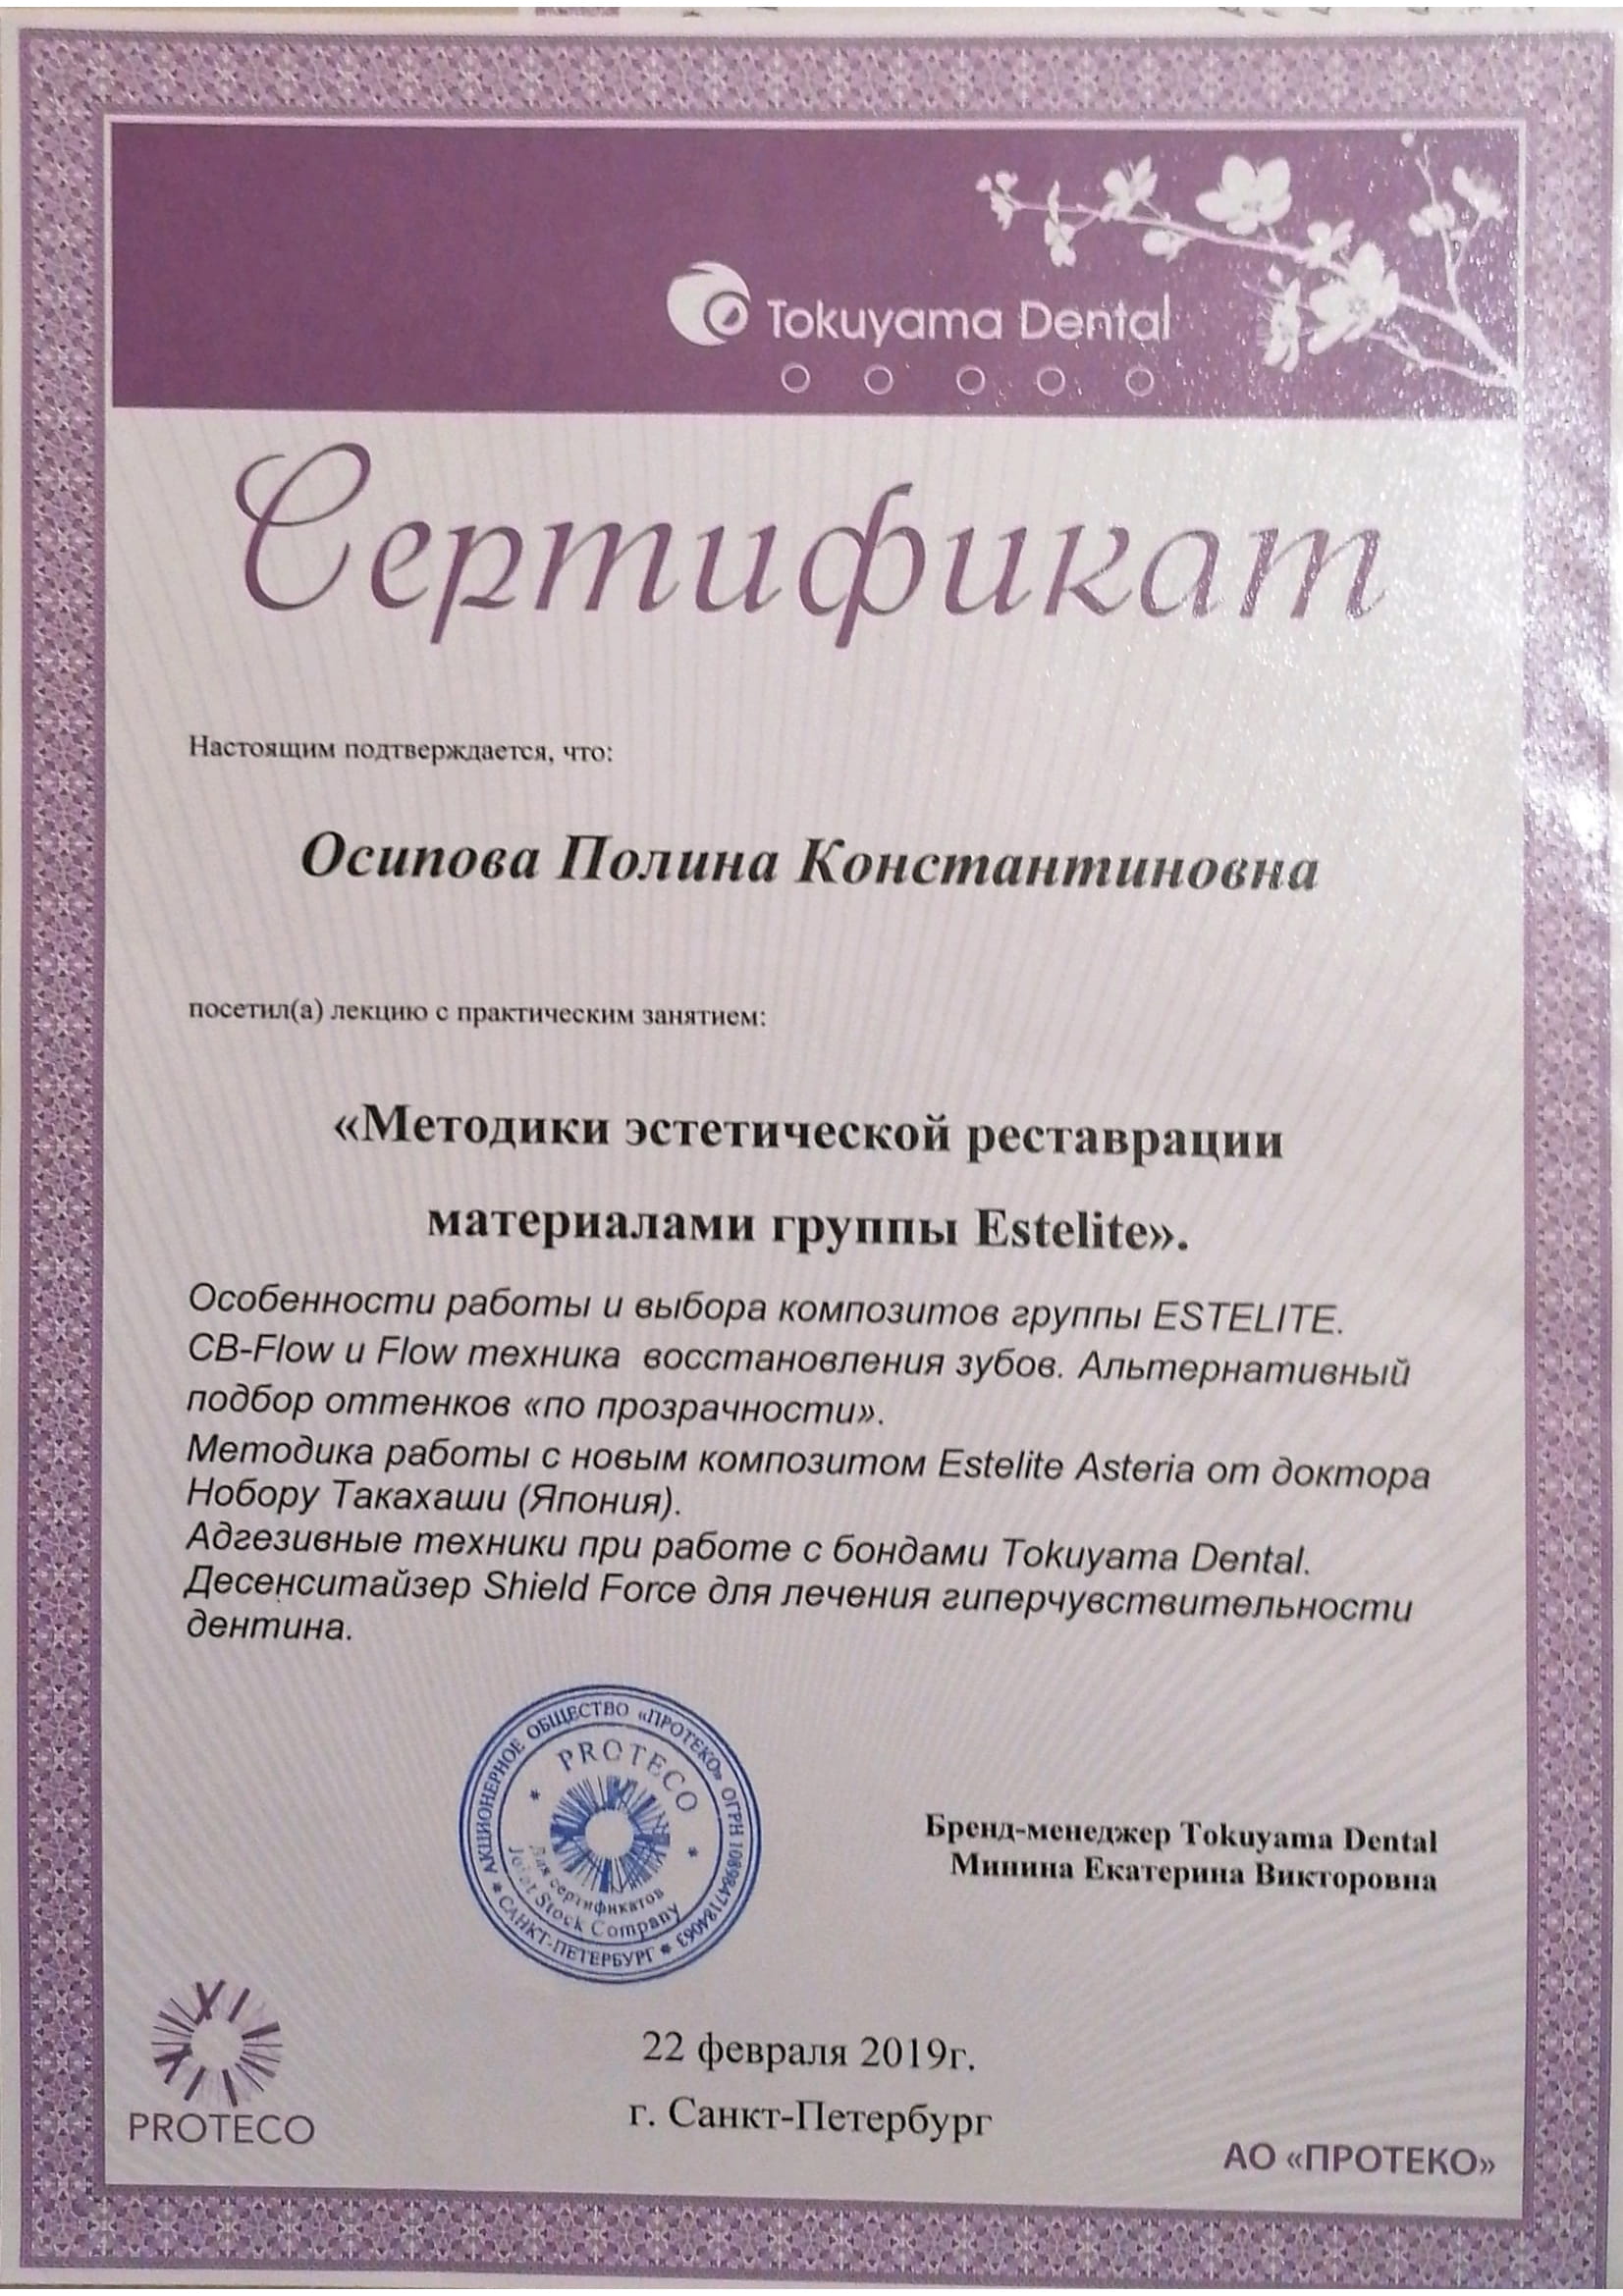 Tokuyama Dental
Сертификат
Настоящим подтверждается, что:
Осипова Полина Константиновна
посетил(а) лекцию с практическим занятием:
«Методики эстетической реставрации
материалами группы Estelite».
Особенности работы и выбора композитов группы ESTELITE.
CB-Flow и Flow техника восстановления зубов. Альтернативный
подбор оттенков «по прозрачности».
Методика работы с новым композитом Estelite Asteria от доктора
Нобору Такахаши (Япония).
Адгезивные техники при работе с бондами Tokuyama Dental.
Десенситайзер Shield Force для лечения гиперчувствительности
дентина.
АКЦИОНЕРНОЕ ОБЩЕСТВО «ПРОТЕКО» ОГРН 1089847184063
* САНКТ-ПЕТЕРБУРГ *
PROTECO
Для сертификатов
Joint Stock Company
Бренд-менеджер Tokuyama Dental
Минина Екатерина Викторовна
22 февраля 2019г.
г. Санкт-Петербург
PROTECO
АО «ПРОТЕКО»